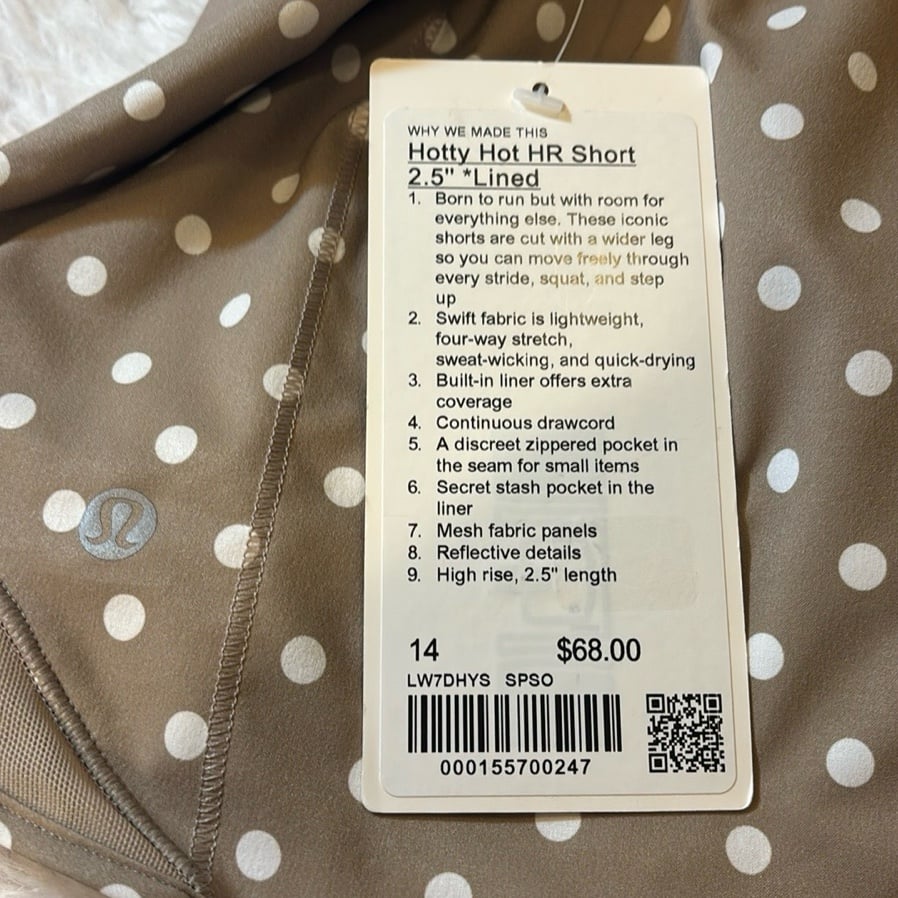 WHY WE MADE THIS
Hotty Hot HR Short
2.5" *Lined
1. Born to run but with room for
everything else. These iconic
shorts are cut with a wider leg
so you can move freely through
every stride, squat, and step
up
2. Swift fabric is lightweight,
four-way stretch,
sweat-wicking, and quick-drying
3. Built-in liner offers extra
coverage
4. Continuous drawcord
5. A discreet zippered pocket in
the seam for small items
6. Secret stash pocket in the
liner
7. Mesh fabric panels
8. Reflective details
9. High rise, 2.5" length
14 $68.00
LW7DHYS SPSO
000155700247